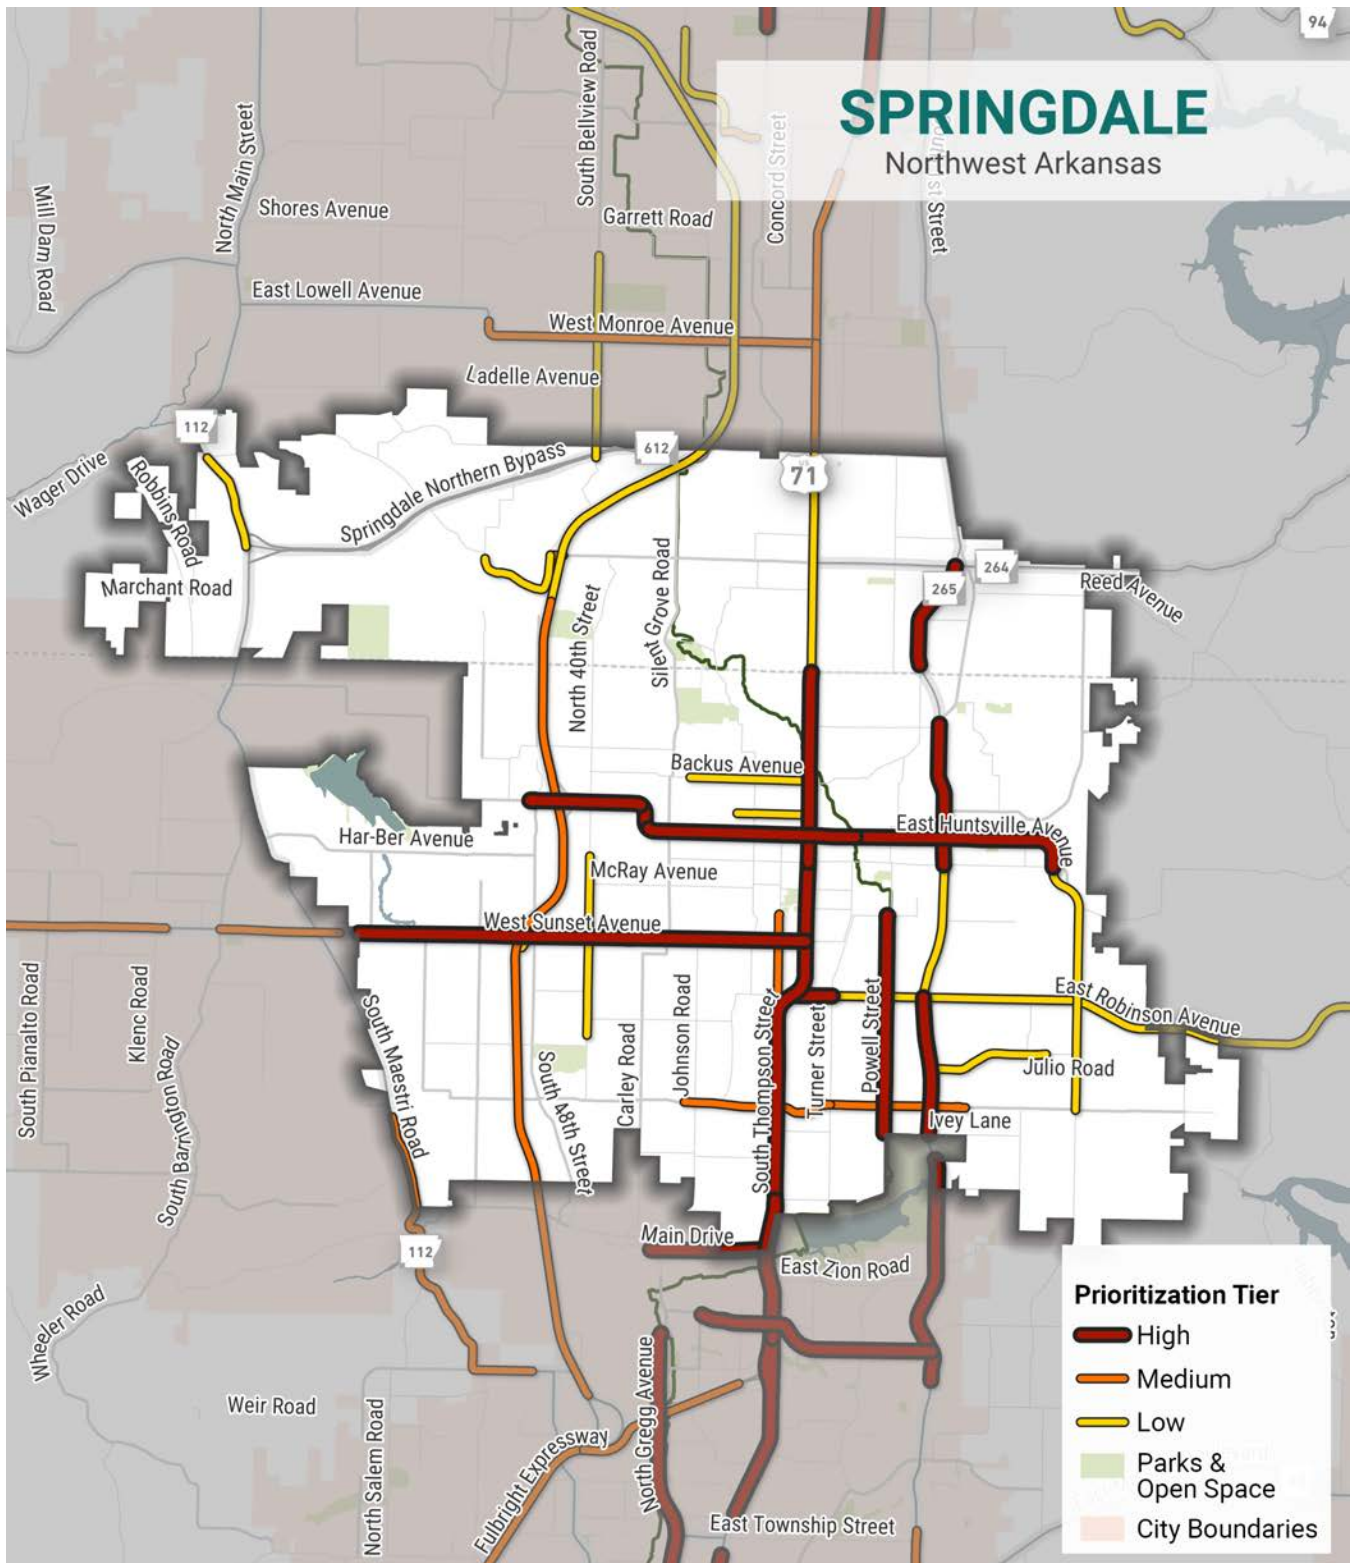 94
SPRINGDALE
Northwest Arkansas
South Bellview Road
Concord Street
1st Street
North Main Street
Mill Dam Road
Shores Avenue
Garrett Road
East Lowell Avenue
West Monroe Avenue
Ladelle Avenue
112
612
71
Wager Drive
Robbins Road
Springdale Northern Bypass
Marchant Road
North 40th Street
Silent Grove Road
264
265
Reed Avenue
Backus Avenue
Har-Ber Avenue
East Huntsville Avenue
McRay Avenue
West Sunset Avenue
South Pianalto Road
Klenc Road
South Barrington Road
South Maestri Road
South 48th Street
Carley Road
Johnson Road
South Thompson Street
Turner Street
Powell Street
East Robinson Avenue
Julio Road
Ivey Lane
112
Main Drive
East Zion Road
Wheeler Road
Weir Road
North Salem Road
Fulbright Expressway
North Gregg Avenue
East Township Street
Prioritization Tier
High
Medium
Low
Parks &
Open Space
City Boundaries